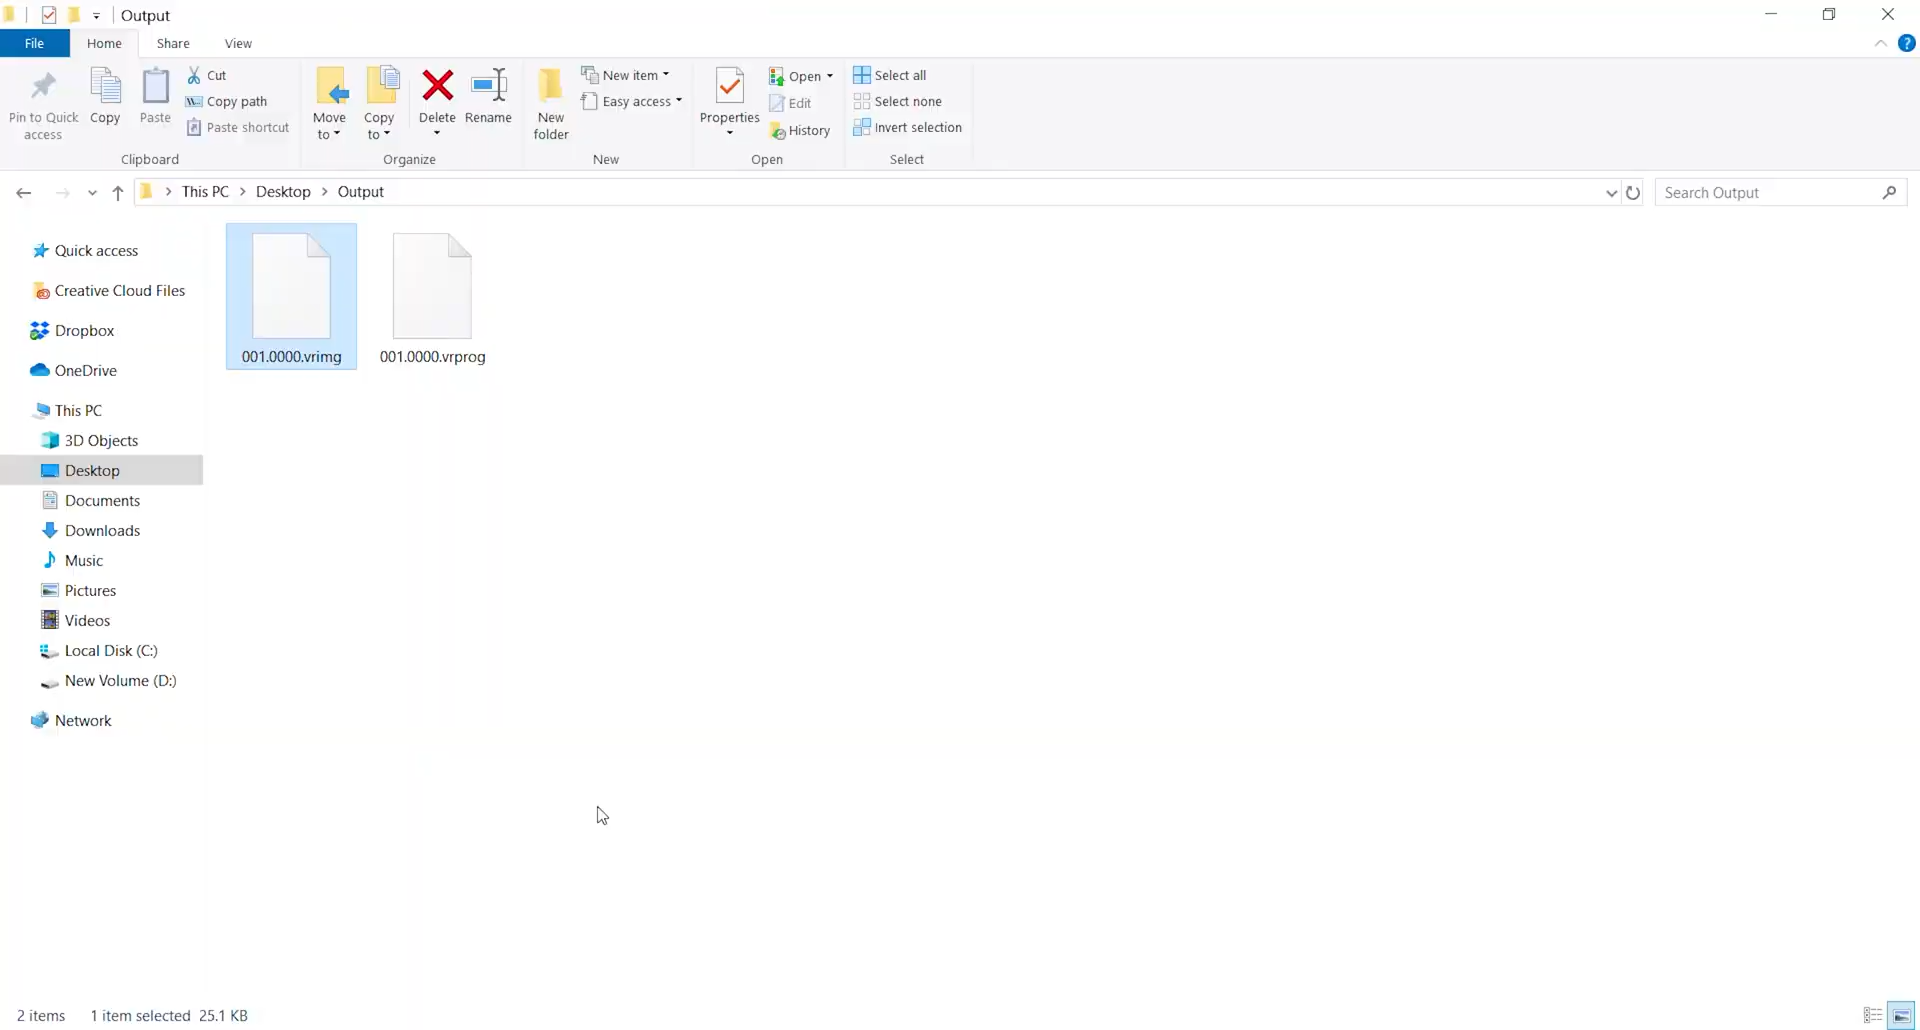 Output
File
Home
Share
View
Pin to Quick access
Copy
Paste
Cut
Copy path
Paste shortcut
Clipboard
Move to
Copy to
Delete
Rename
Organize
New folder
New item
Easy access
New
Properties
Open
Edit
History
Open
Select all
Select none
Invert selection
Select
This PC
Desktop
Output
Search Output
Quick access
Creative Cloud Files
Dropbox
OneDrive
This PC
3D Objects
Desktop
Documents
Downloads
Music
Pictures
Videos
Local Disk (C:)
New Volume (D:)
Network
001.0000.vrimg
001.0000.vrprog
2 items
1 item selected 25.1 KB